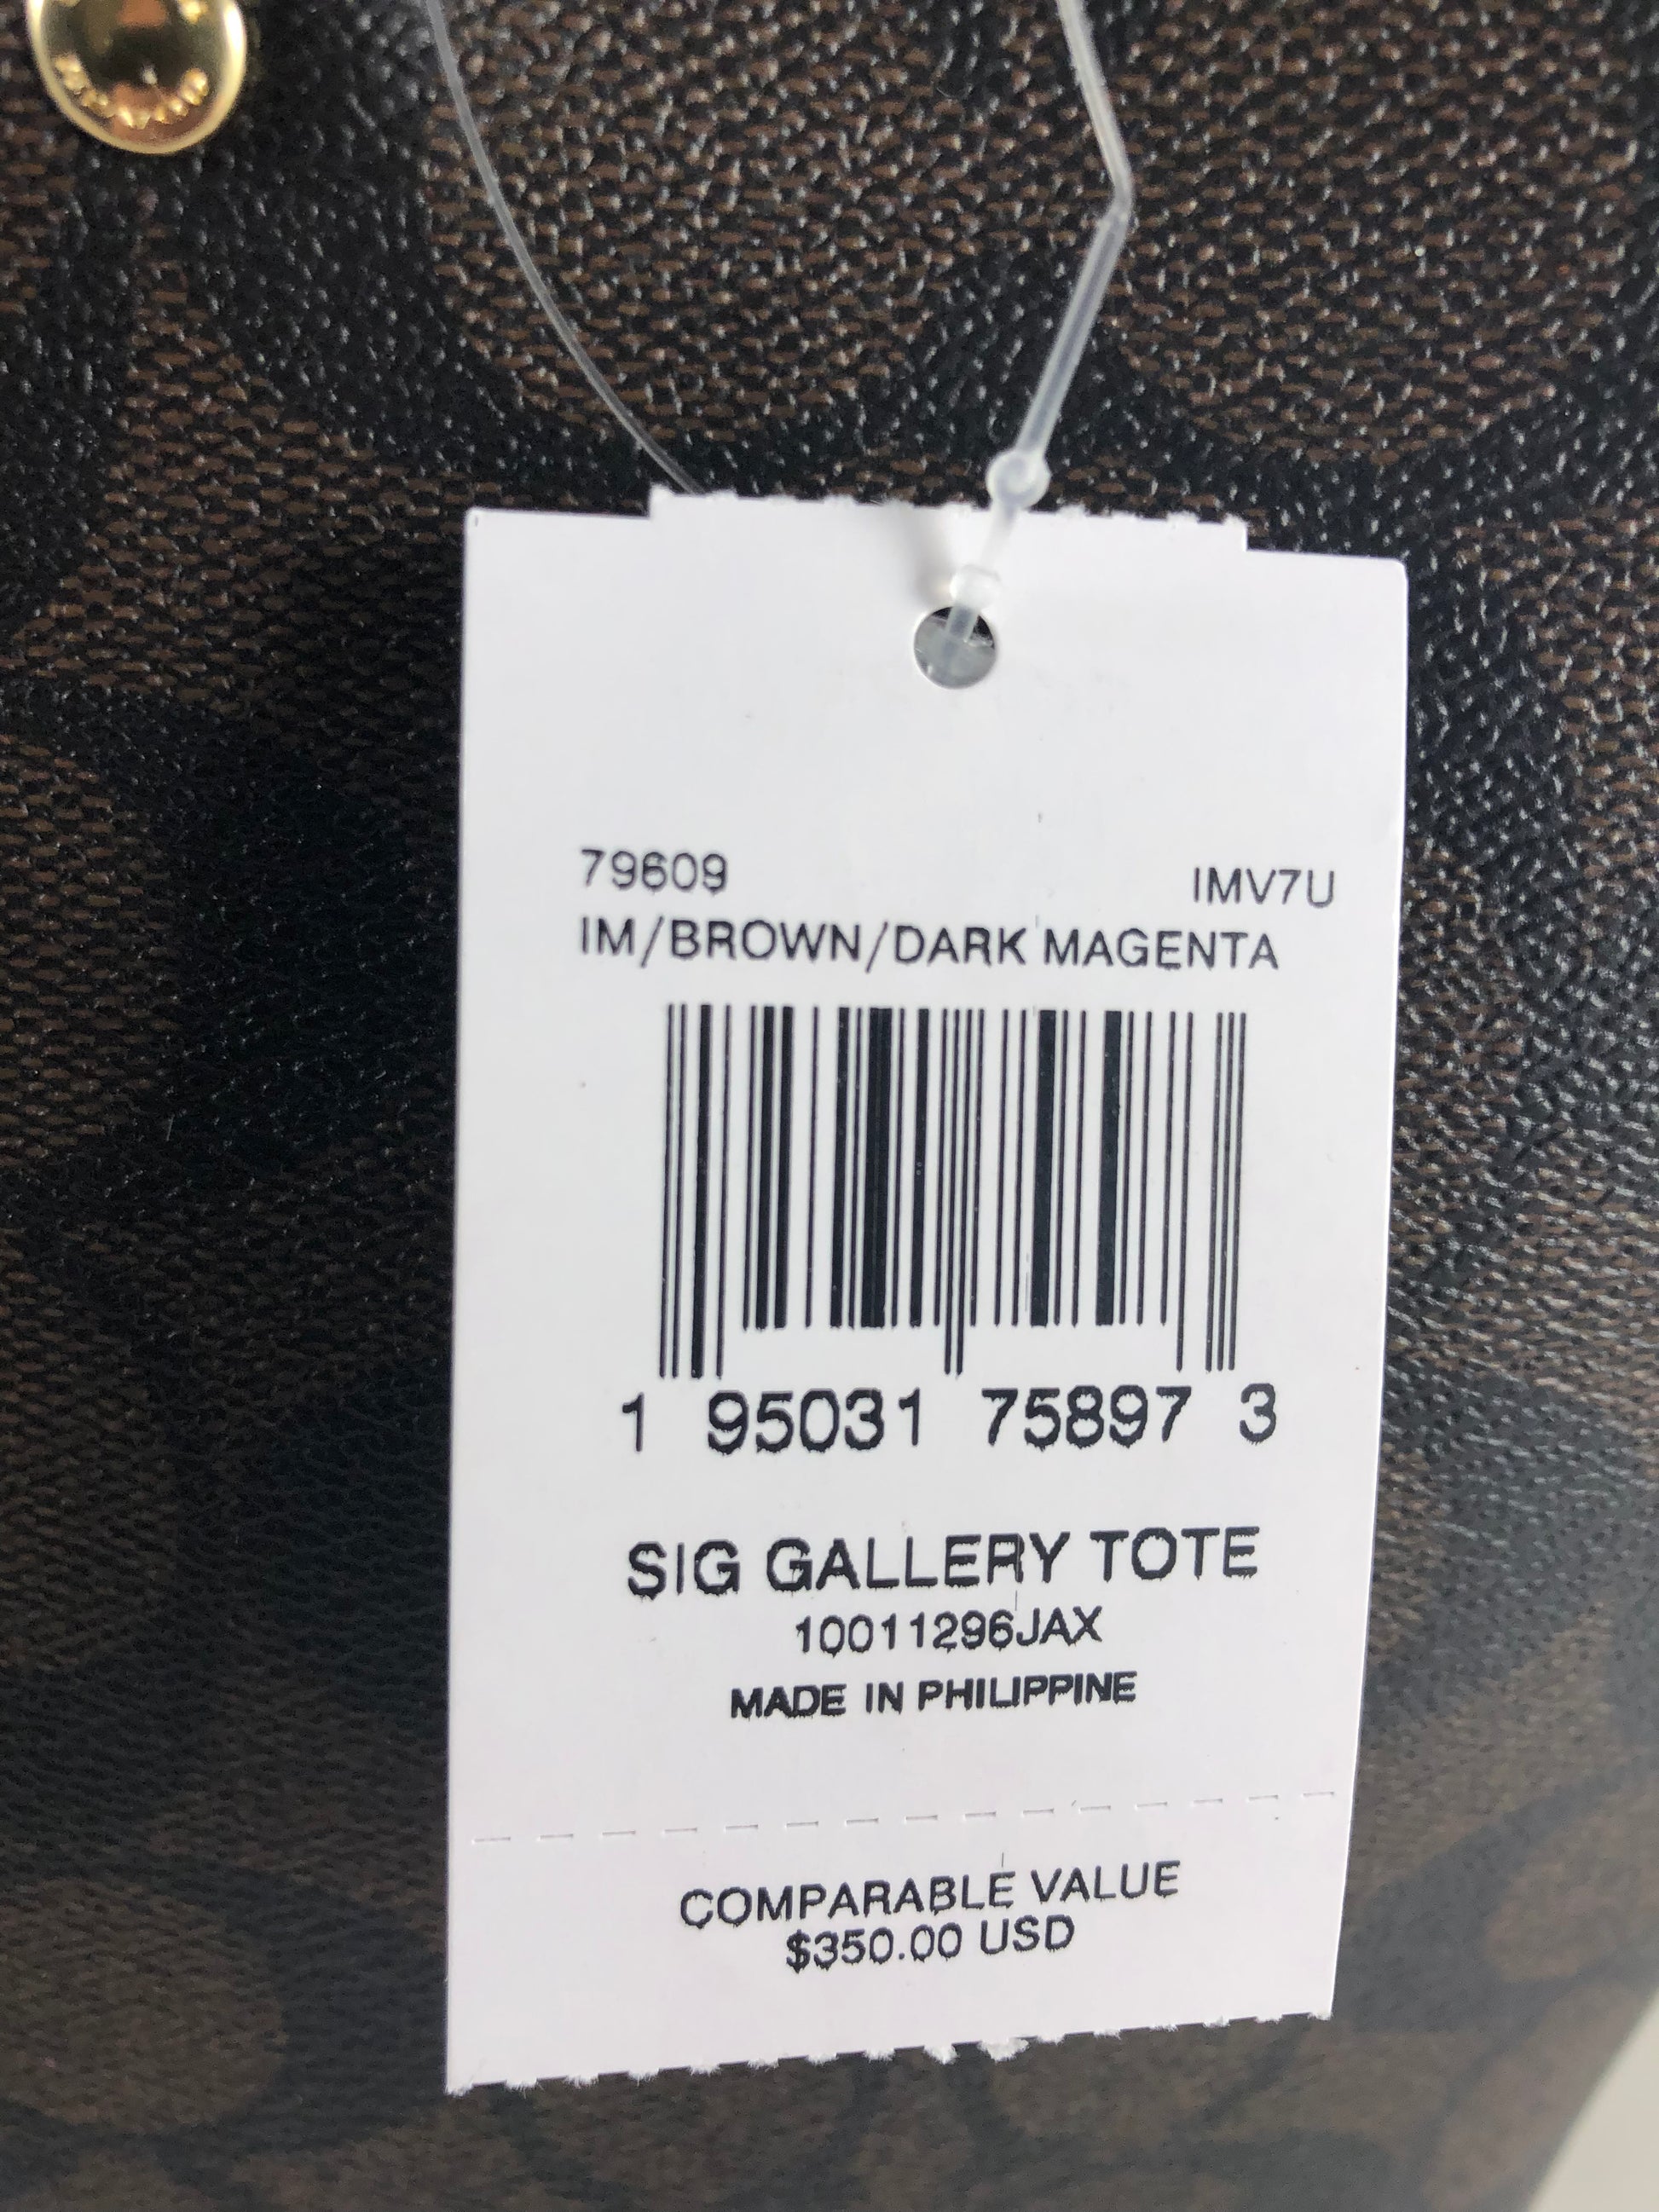 79609 IMV7U
IM/BROWN/DARK MAGENTA
1 95031 75897 3
SIG GALLERY TOTE
10011296JAX
MADE IN PHILIPPINE
COMPARABLE VALUE
$350.00 USD